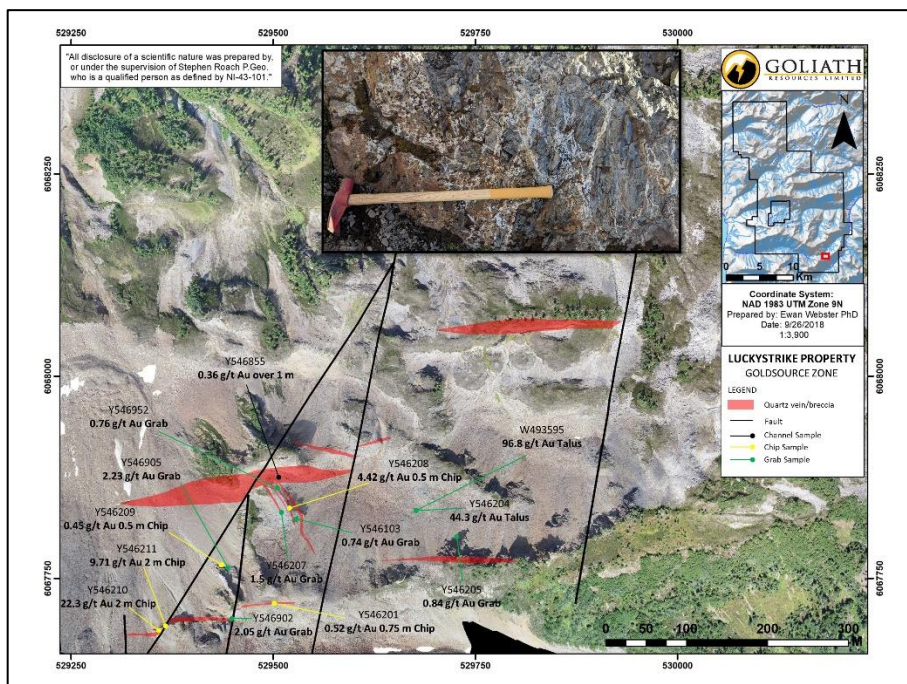 529250
529500
529750
530000
"All disclosure of a scientific nature was prepared by,
or under the supervision of Stephen Roach P.Geo.
who is a qualified person as defined by NI-43-101."
GOLIATH
RESOURCES LIMITED
N
0 5 10
Km
Coordinate System:
NAD 1983 UTM Zone 9N
Prepared by: Ewan Webster PhD
Date: 9/26/2018
1:3,900
LUCKYSTRIKE PROPERTY
GOLDSOURCE ZONE
LEGEND
Quartz vein/breccia
Fault
Channel Sample
Chip Sample
Grab Sample
6068250
6068250
6068000
6068000
6067750
6067750
Y546855
0.36 g/t Au over 1 m
Y546952
0.76 g/t Au Grab
Y546905
2.23 g/t Au Grab
Y546209
0.45 g/t Au 0.5 m Chip
Y546211
9.71 g/t Au 2 m Chip
Y546210
22.3 g/t Au 2 m Chip
W493595
96.8 g/t Au Talus
Y546208
4.42 g/t Au 0.5 m Chip
Y546204
44.3 g/t Au Talus
Y546103
0.74 g/t Au Grab
Y546207
1.5 g/t Au Grab
Y546205
0.84 g/t Au Grab
Y546902
2.05 g/t Au Grab
Y546201
0.52 g/t Au 0.75 m Chip
0 50 100 200 300
M
529250
529500
529750
530000